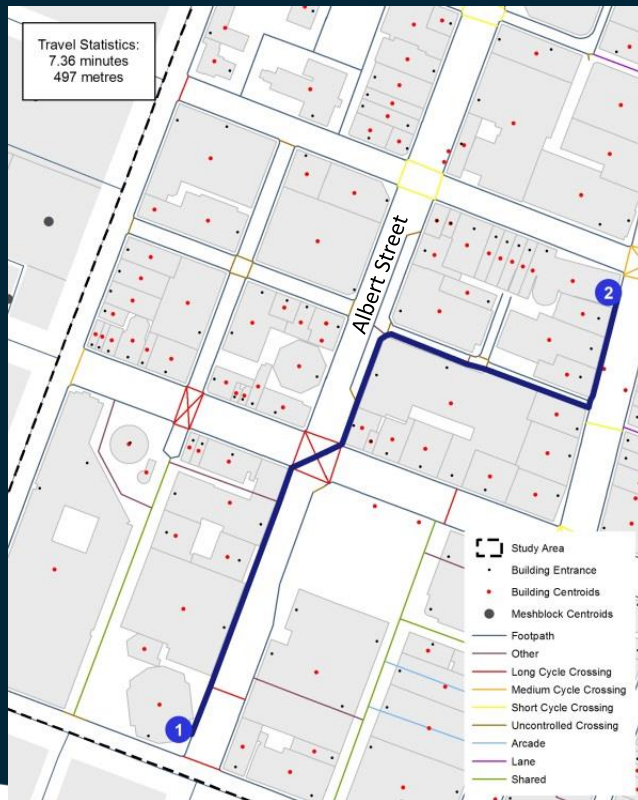 Travel Statistics:
7.36 minutes
497 metres
Albert Street
2
1
Study Area
Building Entrance
Building Centroids
Meshblock Centroids
Footpath
Other
Long Cycle Crossing
Medium Cycle Crossing
Short Cycle Crossing
Uncontrolled Crossing
Arcade
Lane
Shared